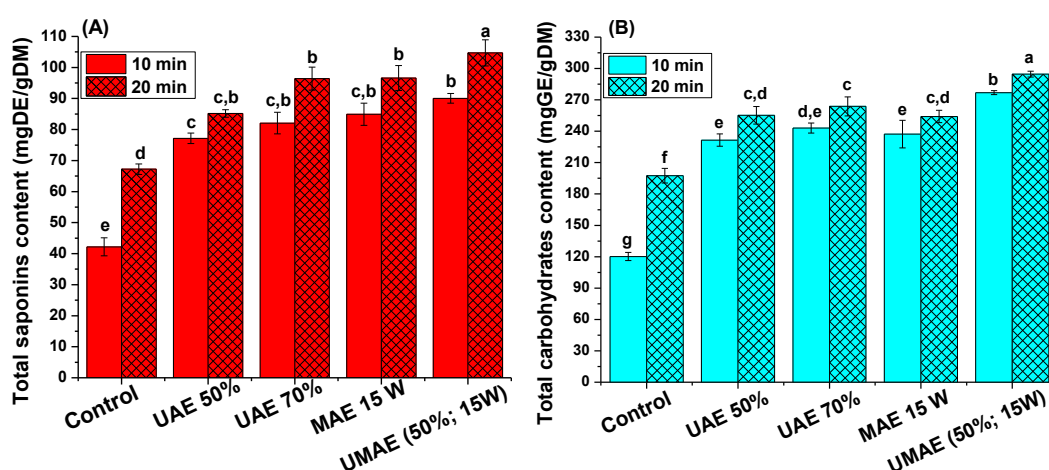 (A)
Total saponins content (mgDE/gDM)
110
100
90
80
70
60
50
40
30
20
10
0
10 min
20 min
e
d
c
c,b
c,b
b
c,b
b
b
a
Control
UAE 50%
UAE 70%
MAE 15 W
UMAE (50%; 15W)
(B)
Total carbohydrates content (mgGE/gDM)
330
300
270
240
210
180
150
120
90
60
30
0
10 min
20 min
g
f
e
c,d
d,e
c
e
c,d
b
a
Control
UAE 50%
UAE 70%
MAE 15 W
UMAE (50%; 15W)